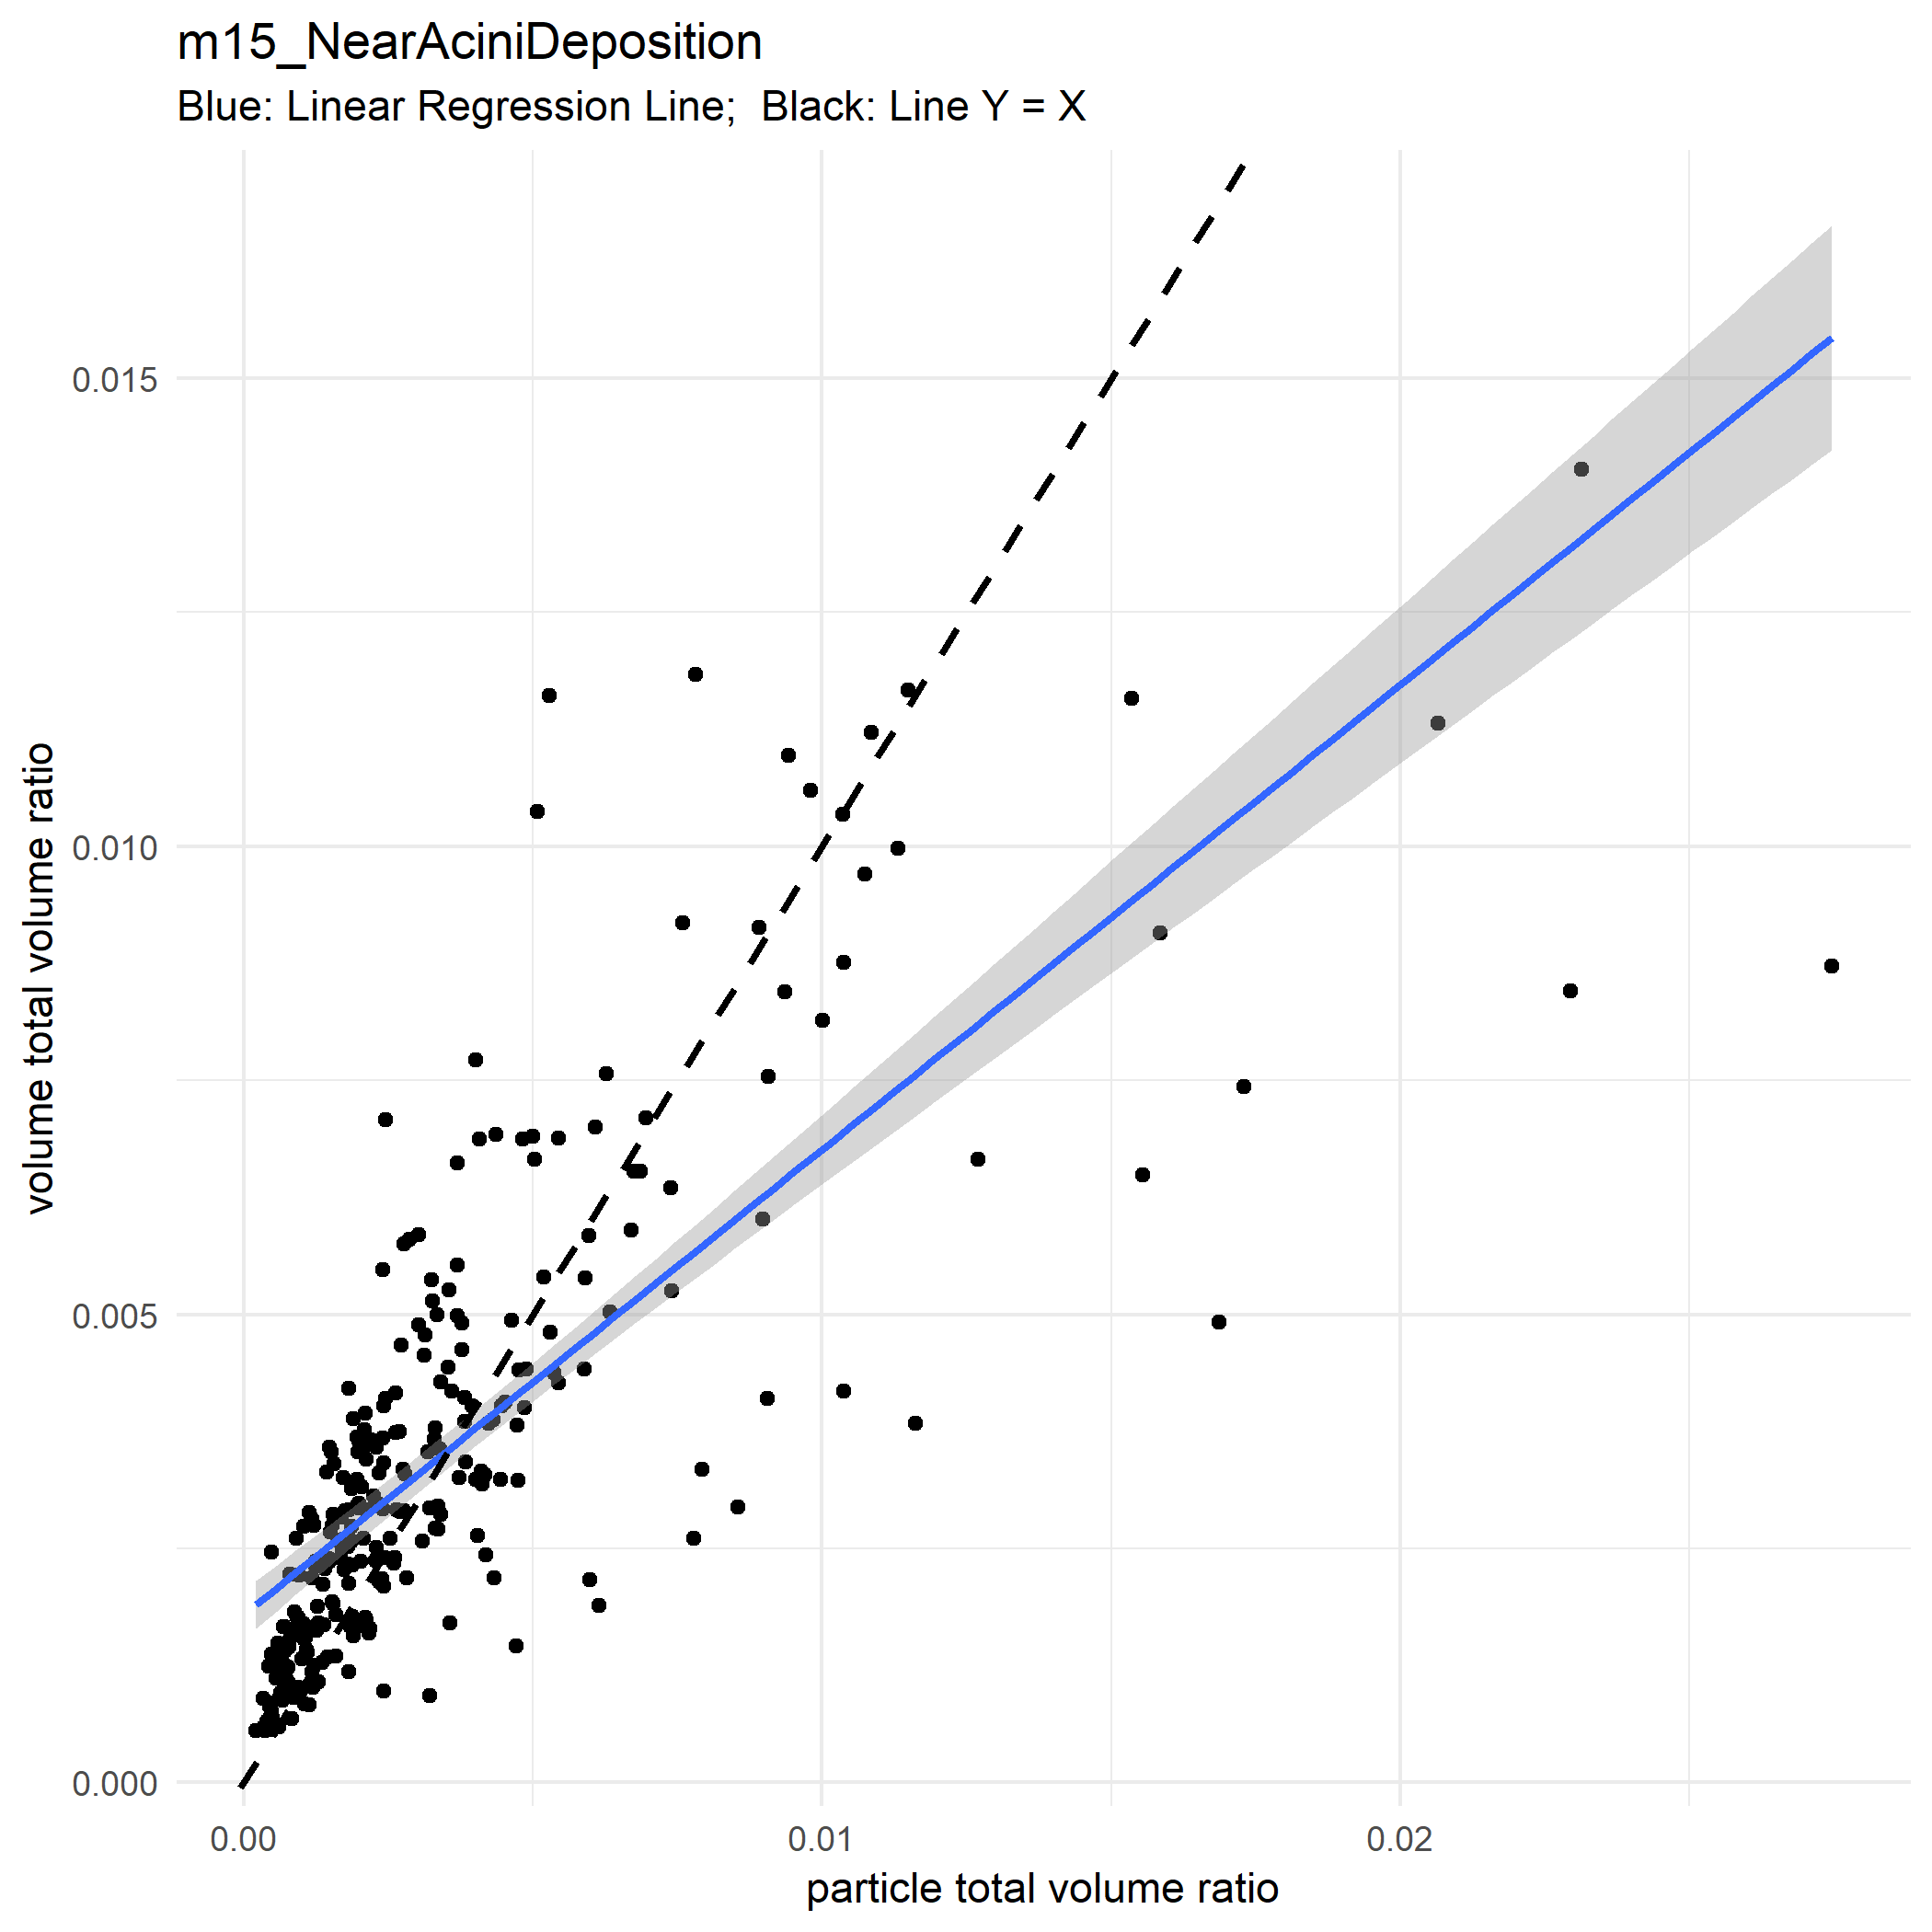 m15_NearAciniDeposition
Blue: Linear Regression Line;  Black: Line Y = X
volume total volume ratio
0.015
0.010
0.005
0.000
0.00
0.01
0.02
particle total volume ratio